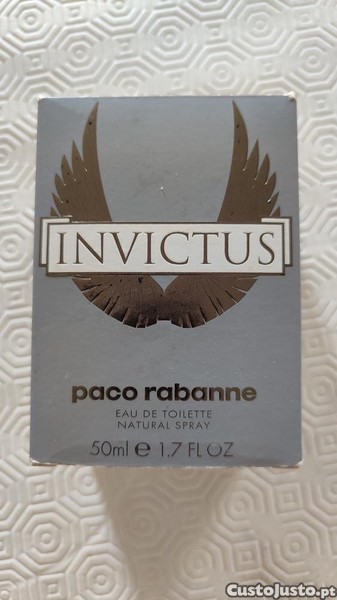 INVICTUS
paco rabanne
EAU DE TOILETTE
NATURAL SPRAY
50ml e 1.7 FL OZ
CustoJusto.pt